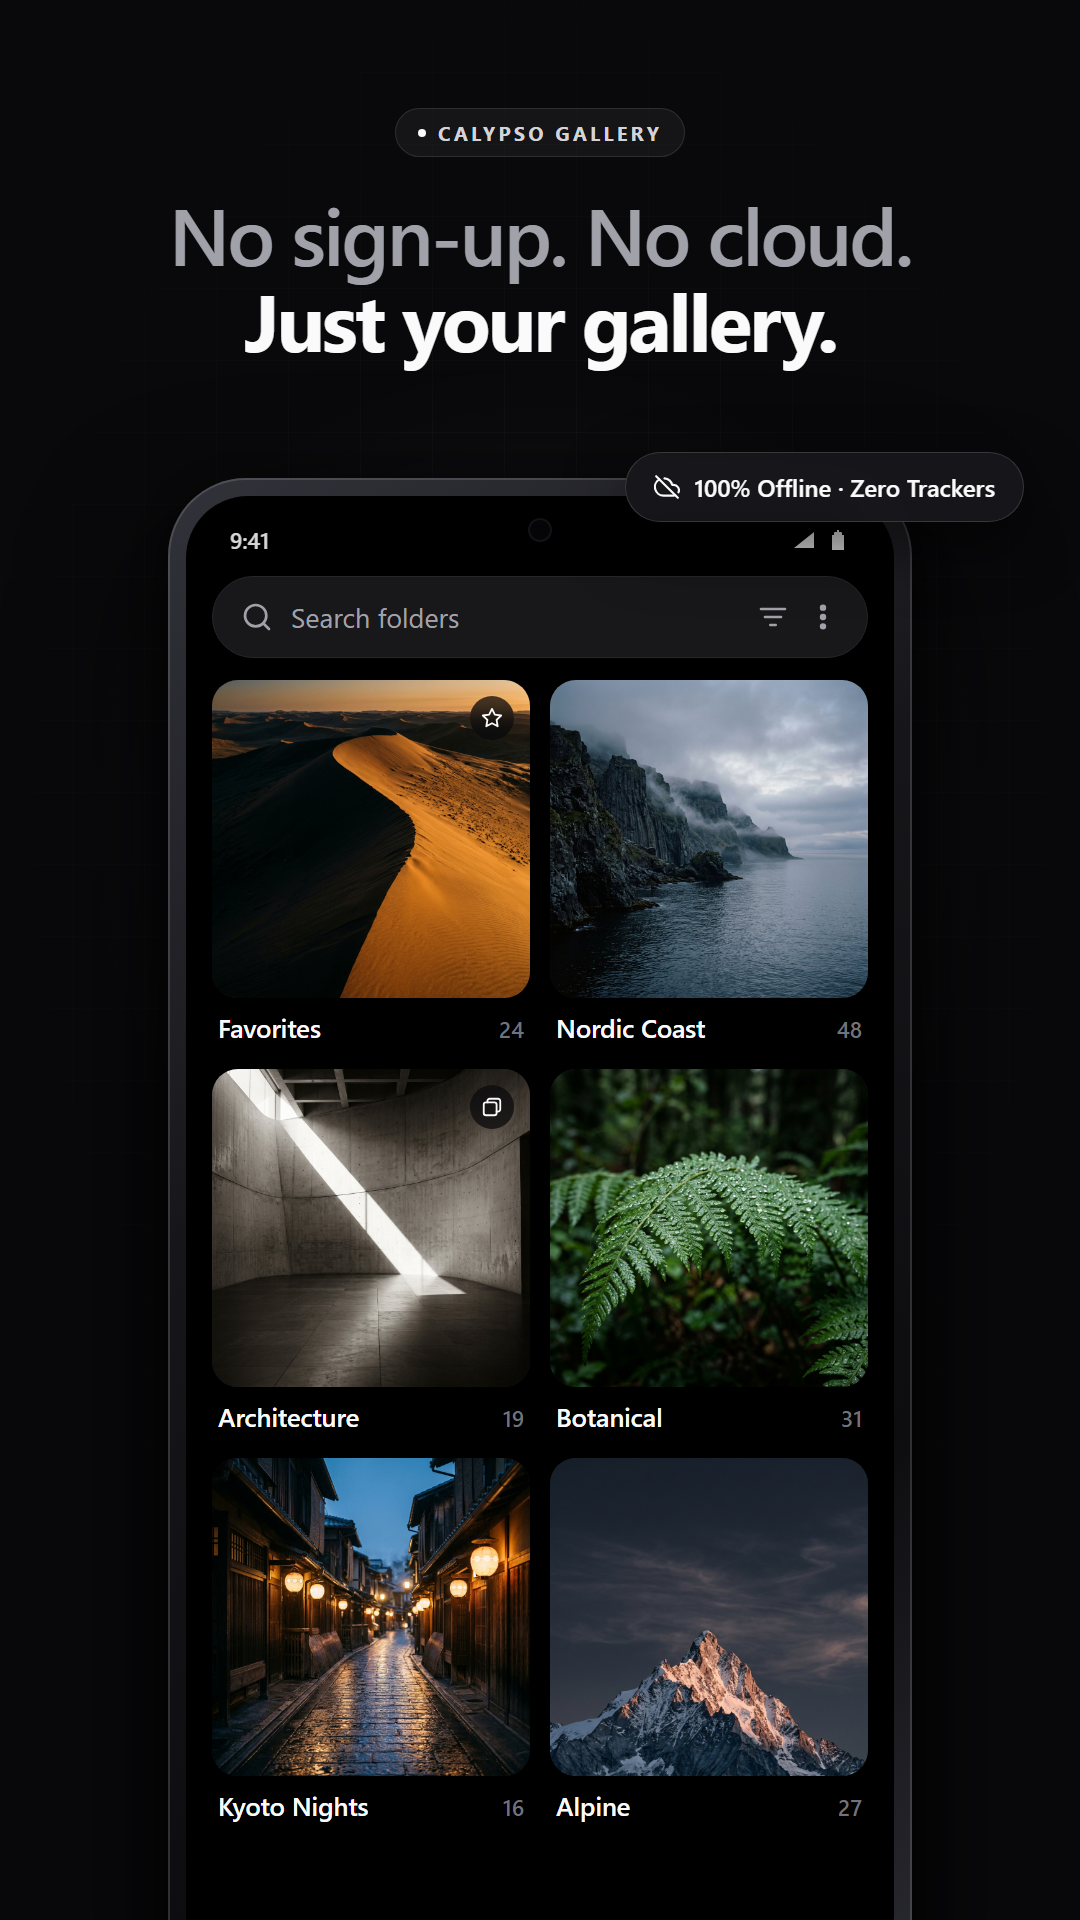 CALYPSO GALLERY
No sign-up. No cloud.
Just your gallery.
100% Offline · Zero Trackers
9:41
Search folders
Favorites 24
Nordic Coast 48
Architecture 19
Botanical 31
Kyoto Nights 16
Alpine 27